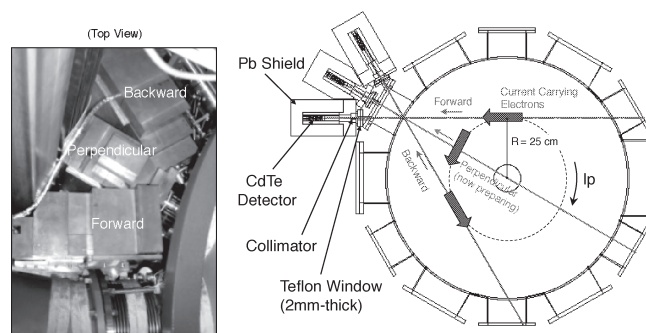 (Top View)
Backward
Perpendicular
Forward
Pb Shield
CdTe
Detector
Collimator
Teflon Window
(2mm-thick)
Forward
Current Carrying
Electrons
R = 25 cm
Backward
Perpendicular
(now preparing)
Ip